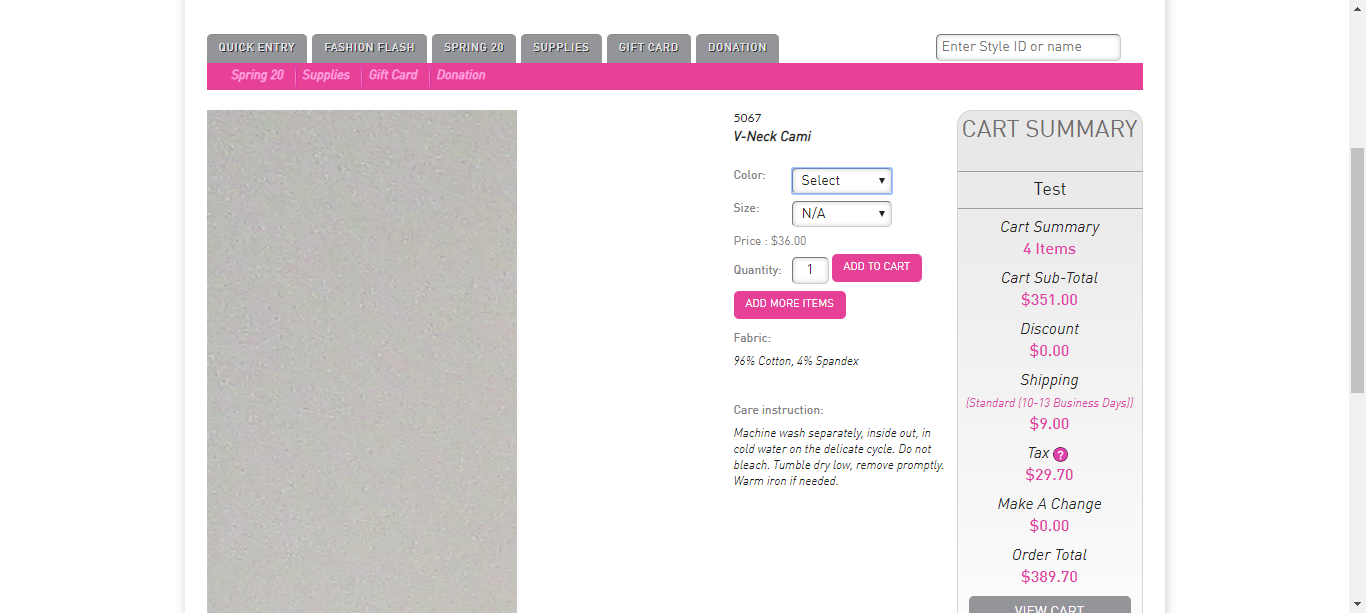 QUICK ENTRY
FASHION FLASH
SPRING 20
SUPPLIES
GIFT CARD
DONATION
Enter Style ID or name
Spring 20
Supplies
Gift Card
Donation
5067
V-Neck Cami
Color: Select
Size: N/A
Price : $36.00
Quantity: 1 ADD TO CART
ADD MORE ITEMS
Fabric:
96% Cotton, 4% Spandex
Care instruction:
Machine wash separately, inside out, in
cold water on the delicate cycle. Do not
bleach. Tumble dry low, remove promptly.
Warm iron if needed.
CART SUMMARY
Test
Cart Summary
4 Items
Cart Sub-Total
$351.00
Discount
$0.00
Shipping
(Standard (10-13 Business Days))
$9.00
Tax ?
$29.70
Make A Change
$0.00
Order Total
$389.70
VIEW CART